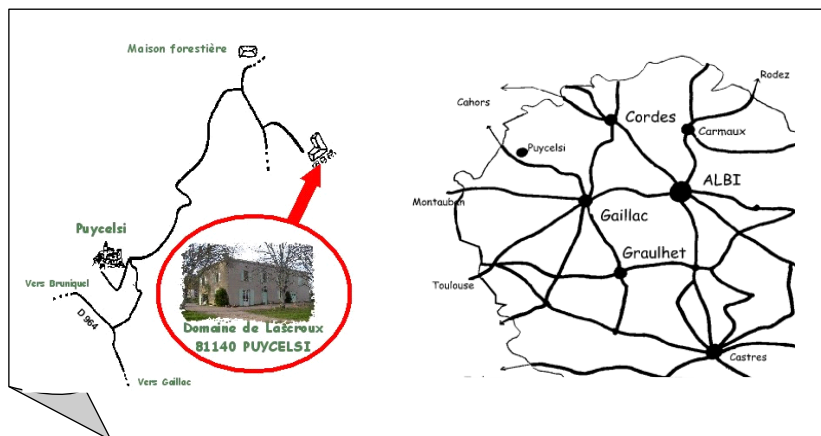 Maison forestière
Puycelsi
Vers Bruniquel
D 964
Vers Gaillac
Domaine de Lascroux
81140 PUYCELSI
Rodez
Cahors
Cordes
Carmaux
Puycelsi
ALBI
Montauban
Gaillac
Graulhet
Toulouse
Castres